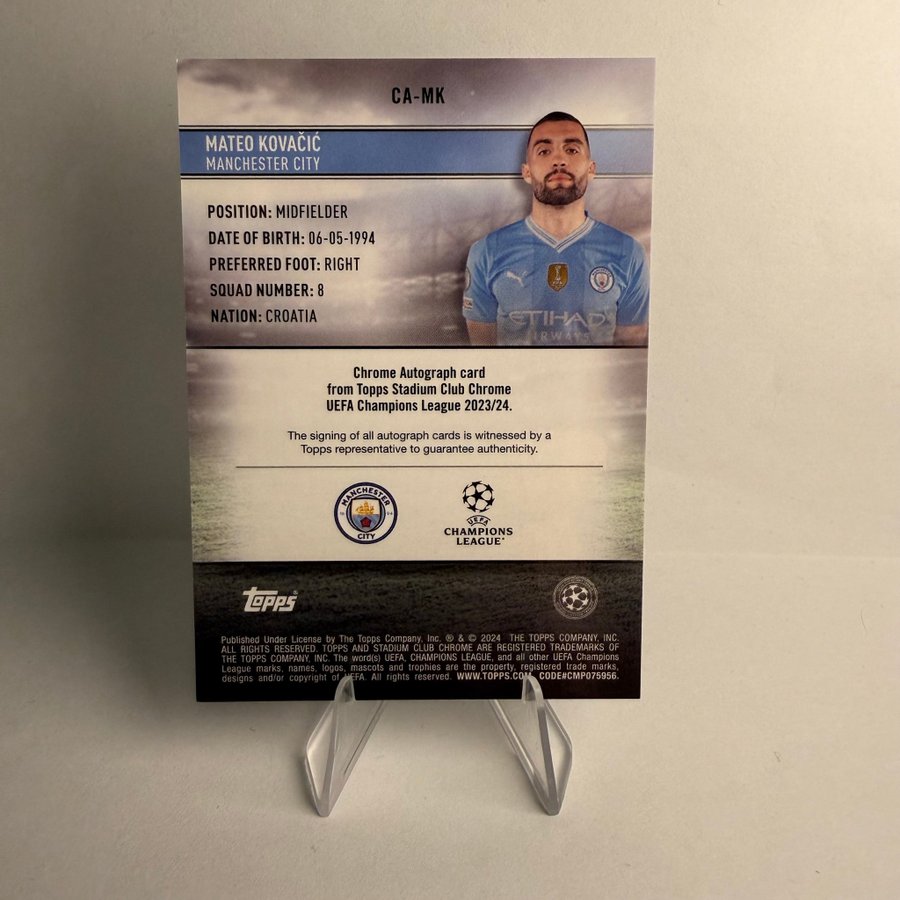 CA-MK
MATEO KOVAČIĆ
MANCHESTER CITY
POSITION: MIDFIELDER
DATE OF BIRTH: 06-05-1994
PREFERRED FOOT: RIGHT
SQUAD NUMBER: 8
NATION: CROATIA
ETIHAD
AIRWAYS
Chrome Autograph card
from Topps Stadium Club Chrome
UEFA Champions League 2023/24.
The signing of all autograph cards is witnessed by a
Topps representative to guarantee authenticity.
MANCHESTER
CITY
UEFA
CHAMPIONS
LEAGUE®
Topps®
Published Under License by The Topps Company, Inc. ® & © 2024 THE TOPPS COMPANY, INC.
ALL RIGHTS RESERVED. TOPPS AND STADIUM CLUB CHROME ARE REGISTERED TRADEMARKS OF
THE TOPPS COMPANY, INC. The word(s) UEFA, CHAMPIONS LEAGUE, and all other UEFA Champions
League marks, names, logos, mascots and trophies are the property, registered trade marks,
designs and/or copyright of UEFA. All rights reserved. WWW.TOPPS.COM. CODE#CMP075956.